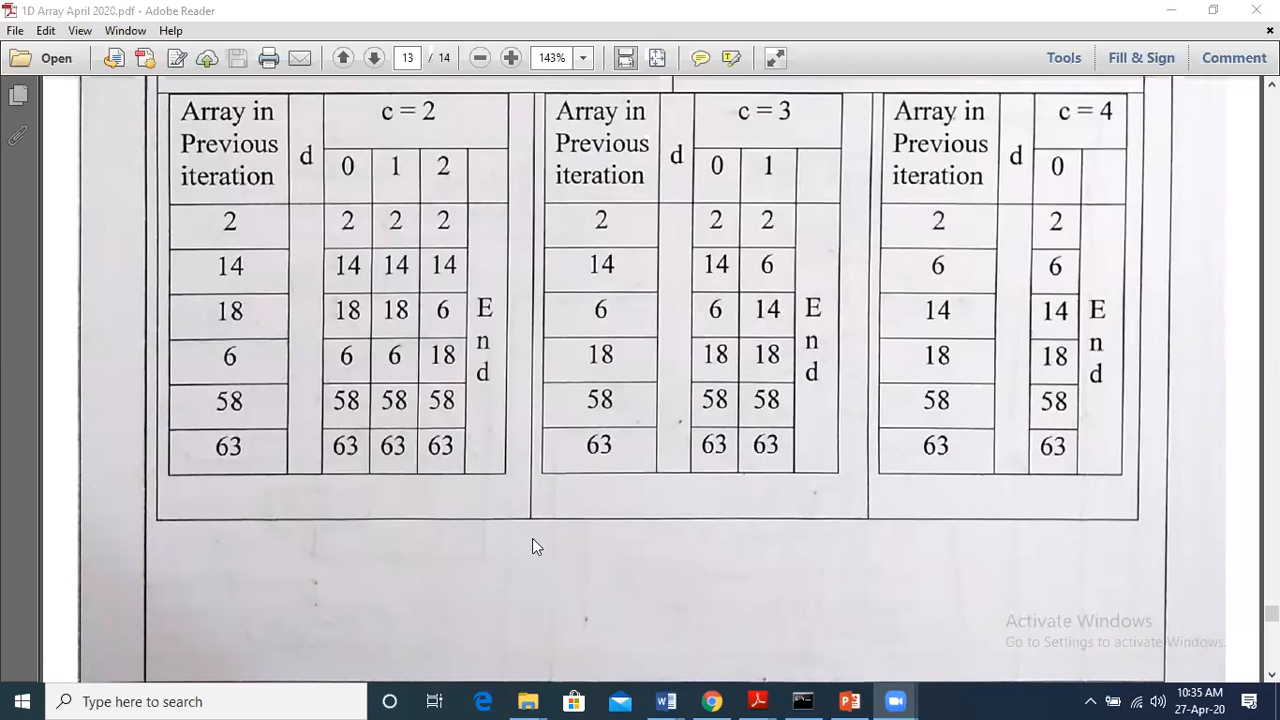 1D Array April 2020.pdf - Adobe Reader
File Edit View Window Help
Open 13 / 14 143% Tools Fill & Sign Comment
Array in Previous iteration d c = 2
0 1 2
2 2 2 2
14 14 14 14
18 18 18 6
6 6 6 18
58 58 58 58
63 63 63 63
End
Array in Previous iteration d c = 3
0 1
2 2 2
14 14 6
6 6 14
18 18 18
58 58 58
63 63 63
End
Array in Previous iteration d c = 4
0
2 2
6 6
14 14
18 18
58 58
63 63
End
Activate Windows
Go to Settings to activate Windows.
Type here to search
10:35 AM
27-Apr-20